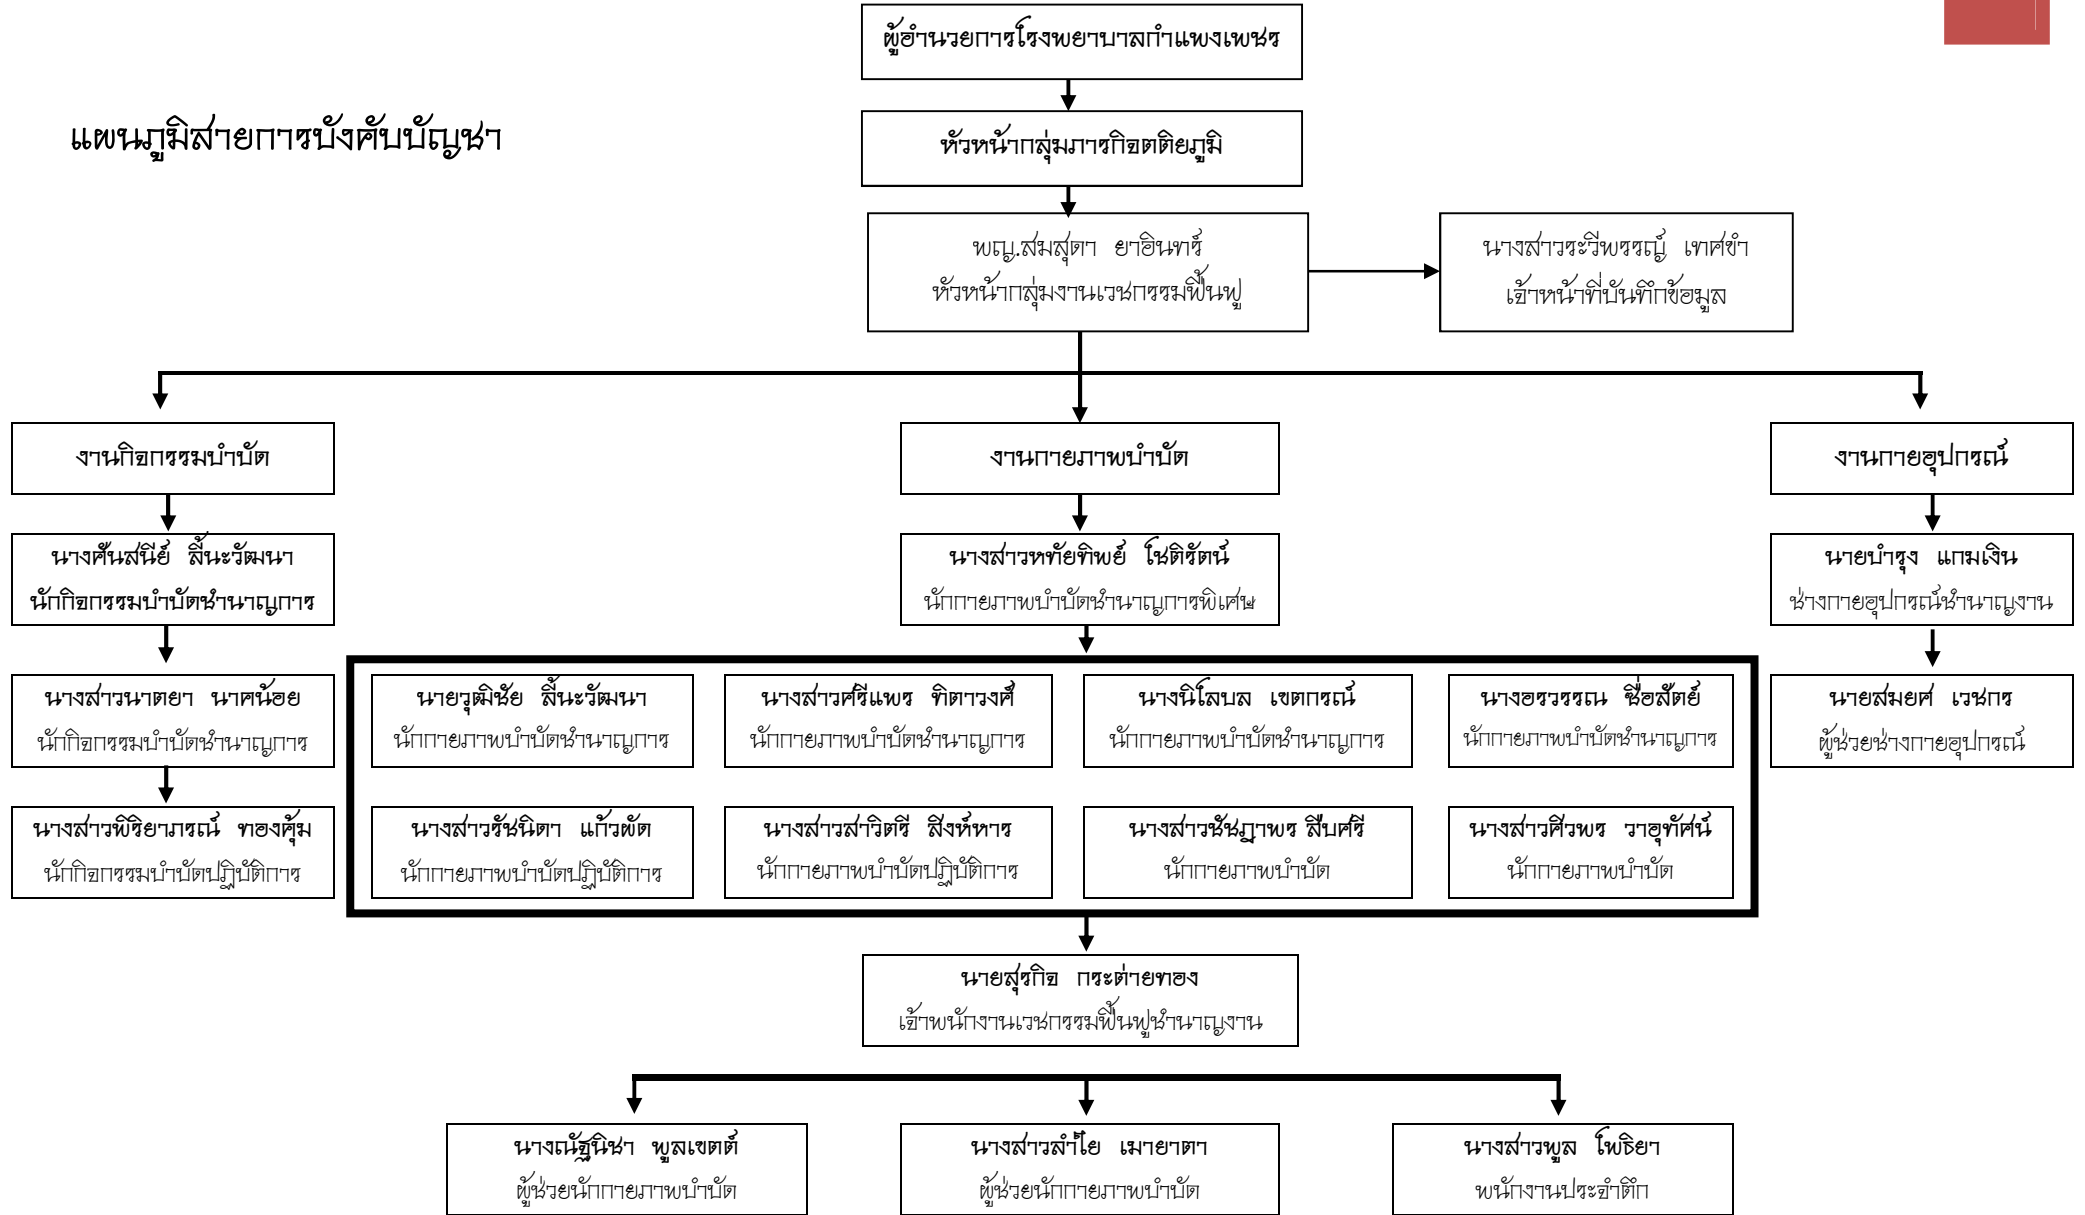 ผู้อำนวยการโรงพยาบาลกำแพงเพชร
แผนภูมิสายการบังคับบัญชา
หัวหน้ากลุ่มภารกิจตติยภูมิ
พญ.สมสุดา ยาอินทร์
หัวหน้ากลุ่มงานเวชกรรมฟื้นฟู
นางสาวระวีพรรญ์ เทศขำ
เจ้าหน้าที่บันทึกข้อมูล
งานกิจกรรมบำบัด
งานกายภาพบำบัด
งานกายอุปกรณ์
นางศันสนีย์ ลิ้นะวัฒนา
นักกิจกรรมบำบัดชำนาญการ
นางสาวหทัยทิพย์ โชติรัตน์
นักกายภาพบำบัดชำนาญการพิเศษ
นายบำรุง แกมเงิน
ช่างกายอุปกรณ์ชำนาญงาน
นางสาวนาตยา นาคน้อย
นักกิจกรรมบำบัดชำนาญการ
นายวุฒิชัย ลิ้นะวัฒนา
นักกายภาพบำบัดชำนาญการ
นางสาวศรีแพร ทิตาวงศ์
นักกายภาพบำบัดชำนาญการ
นางนิโลบล เขตกรณ์
นักกายภาพบำบัดชำนาญการ
นางอรวรรณ ซื่อสัตย์
นักกายภาพบำบัดชำนาญการ
นายสมยศ เวชกร
ผู้ช่วยช่างกายอุปกรณ์
นางสาวพิริยาภรณ์ ทองคุ้ม
นักกิจกรรมบำบัดปฏิบัติการ
นางสาวรัชนิดา แก้วพัด
นักกายภาพบำบัดปฏิบัติการ
นางสาวสาวิตรี สิงห์หาร
นักกายภาพบำบัดปฏิบัติการ
นางสาวชัชฎาพร สืบศรี
นักกายภาพบำบัด
นางสาวศิวพร วาอุทัศน์
นักกายภาพบำบัด
นายสุรกิจ กระต่ายทอง
เจ้าพนักงานเวชกรรมฟื้นฟูชำนาญงาน
นางณัฐนิชา พูลเขตต์
ผู้ช่วยนักกายภาพบำบัด
นางสาวลำไย เมายาตา
ผู้ช่วยนักกายภาพบำบัด
นางสาวพูล โพธิยา
พนักงานประจำตึก